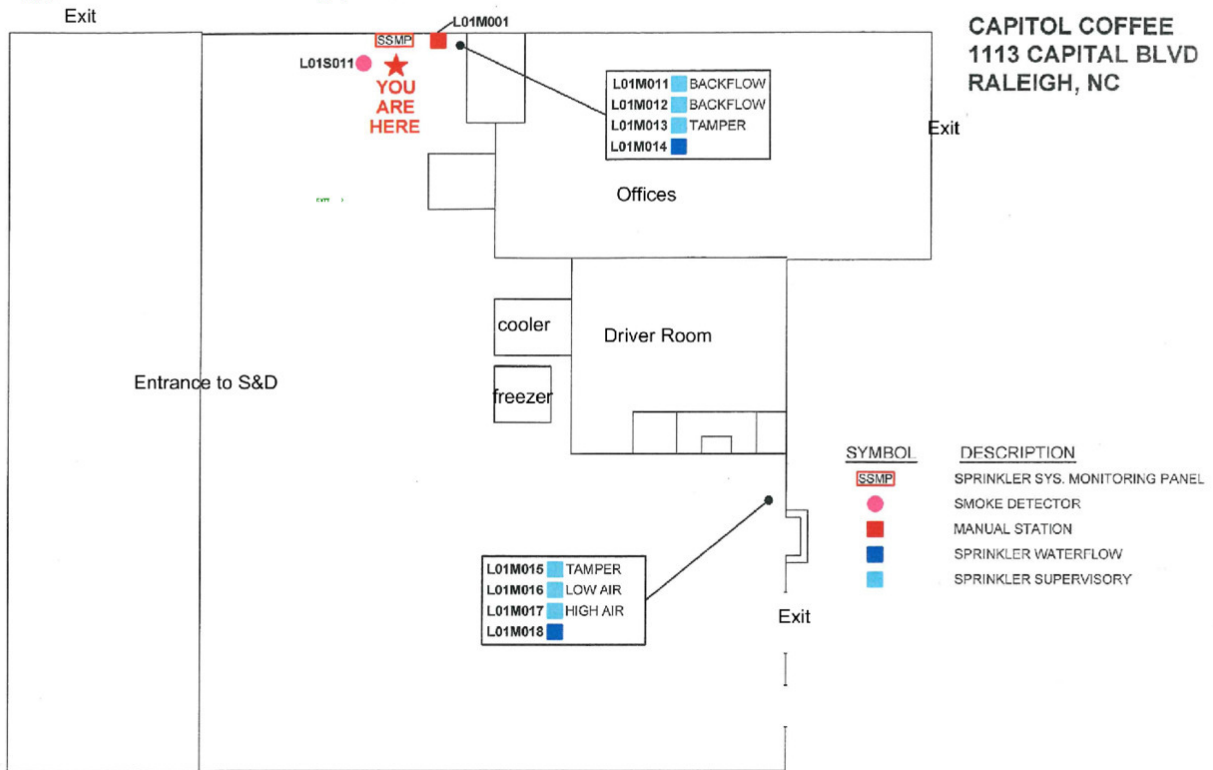 Exit
L01M001
SSMP
L01S011
YOU
ARE
HERE
CAPITOL COFFEE
1113 CAPITAL BLVD
RALEIGH, NC
L01M011 BACKFLOW
L01M012 BACKFLOW
L01M013 TAMPER
L01M014
Exit
Offices
cooler
Driver Room
Entrance to S&D
freezer
SYMBOL DESCRIPTION
SSMP SPRINKLER SYS. MONITORING PANEL
SMOKE DETECTOR
MANUAL STATION
SPRINKLER WATERFLOW
SPRINKLER SUPERVISORY
L01M015 TAMPER
L01M016 LOW AIR
L01M017 HIGH AIR
L01M018
Exit